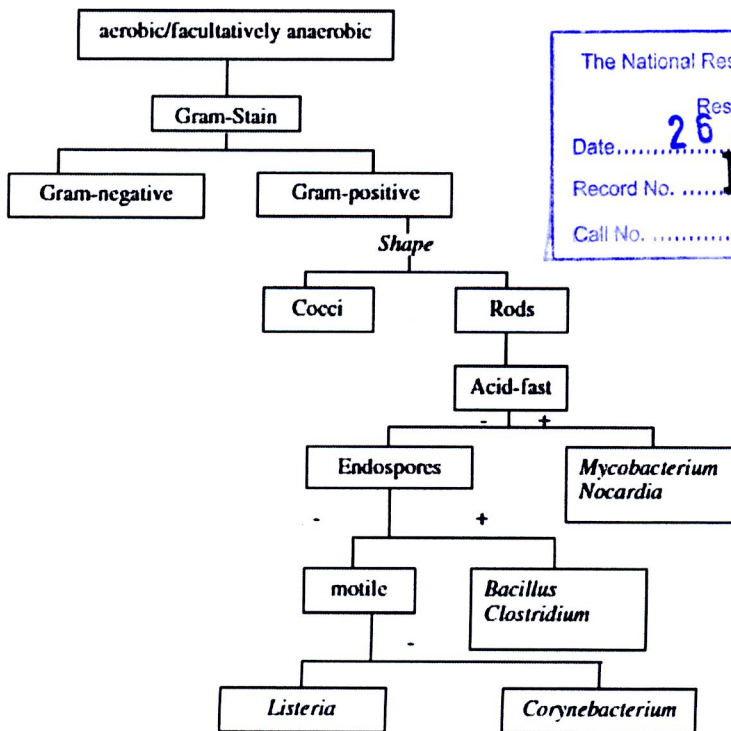 aerobic/facultatively anaerobic
The National Res
Gram-Stain
Res
Date.......... 26
Record No. ......
Gram-negative
Gram-positive
Call No. ............
Shape
Cocci
Rods
Acid-fast
- +
Endospores
Mycobacterium
Nocardia
- +
motile
Bacillus
Clostridium
-
Listeria
Corynebacterium